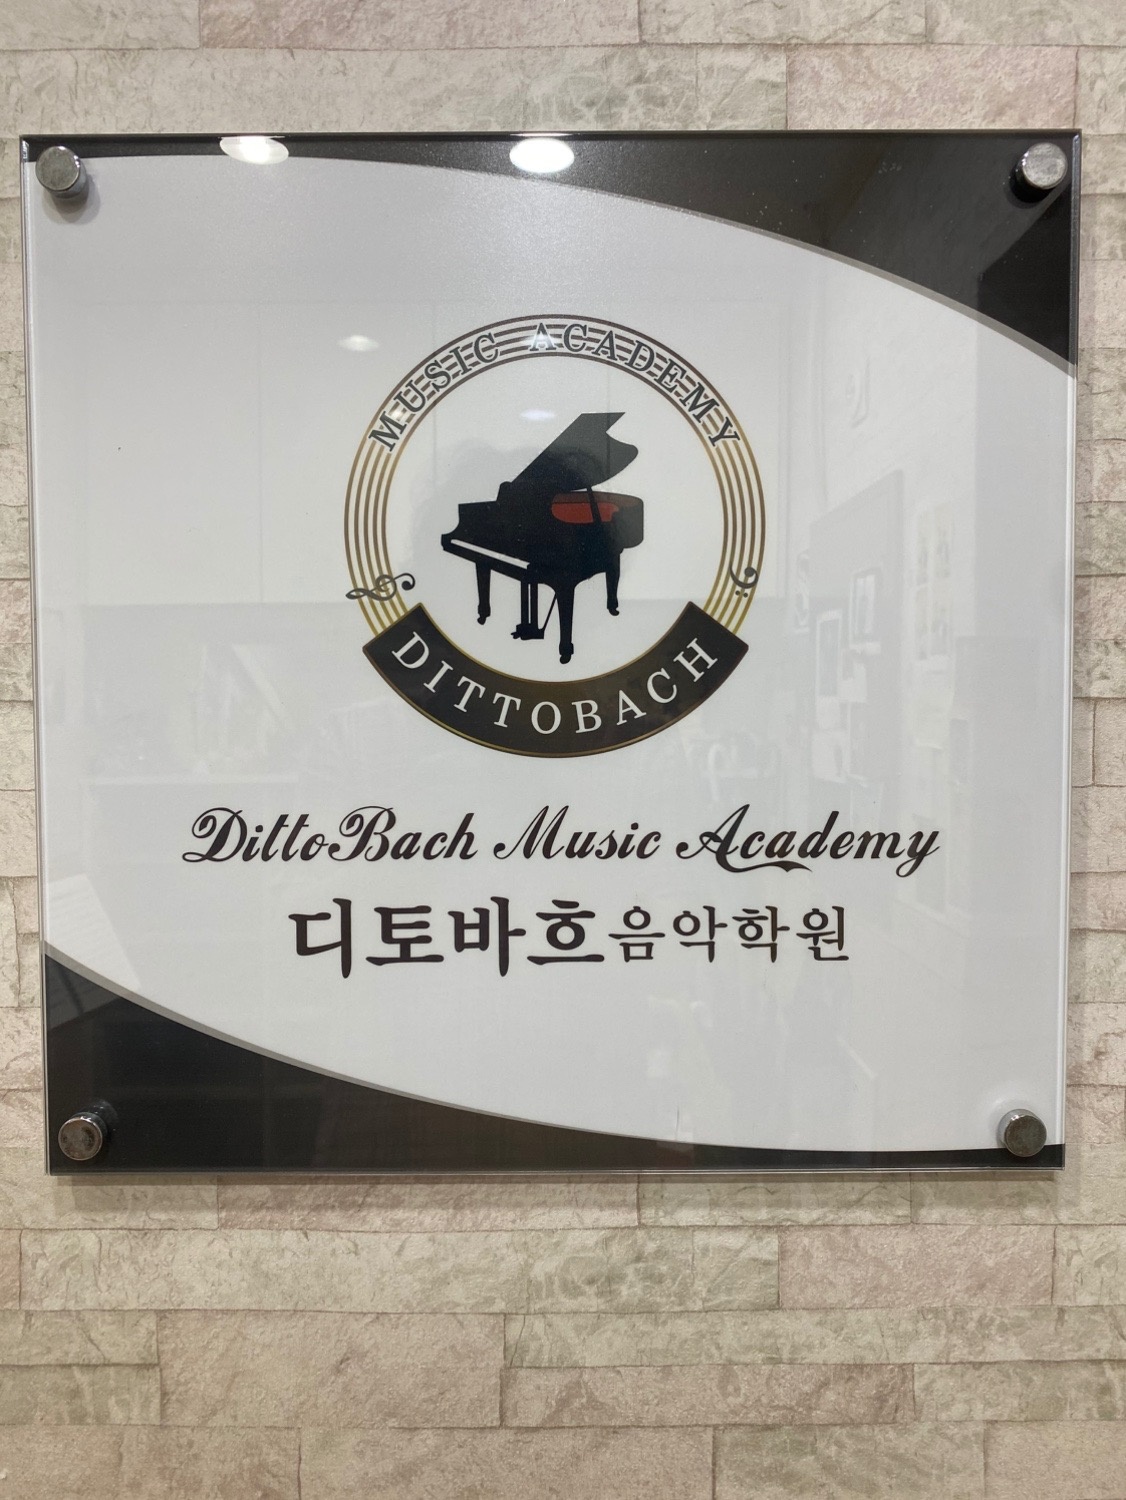 MUSIC ACADEMY
DITTOBACH
DittoBach Music Academy
디토바흐음악학원